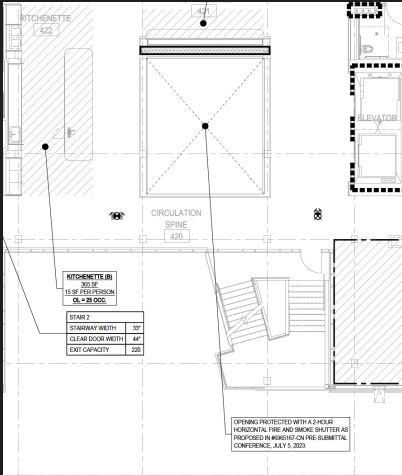 421
KITCHENETTE
422
ELEVATOR
CIRCULATION
SPINE
420
KITCHENETTE (B)
363 SF
15 SF PER PERSON
OL = 25 OCC.
STAIR 2
STAIRWAY WIDTH 33"
CLEAR DOOR WIDTH 44"
EXIT CAPACITY 220
OPENING PROTECTED WITH A 2-HOUR
HORIZONTAL FIRE AND SMOKE SHUTTER AS
PROPOSED IN #6965167-CN PRE-SUBMITTAL
CONFERENCE, JULY 5, 2023.